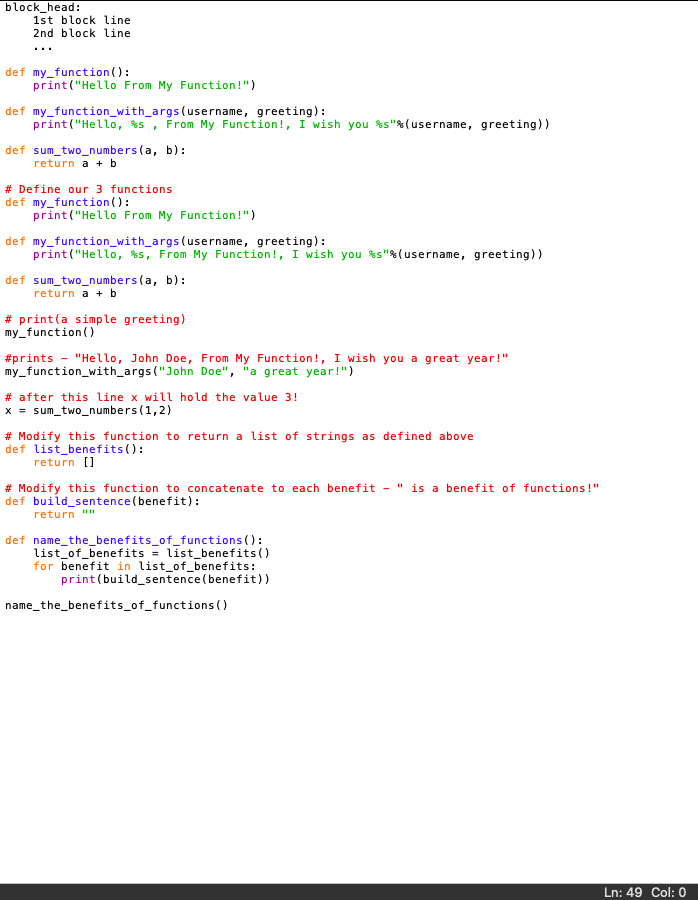 block_head:
    1st block line
    2nd block line
    ...

def my_function():
    print("Hello From My Function!")

def my_function_with_args(username, greeting):
    print("Hello, %s , From My Function!, I wish you %s"%(username, greeting))

def sum_two_numbers(a, b):
    return a + b

# Define our 3 functions
def my_function():
    print("Hello From My Function!")

def my_function_with_args(username, greeting):
    print("Hello, %s, From My Function!, I wish you %s"%(username, greeting))

def sum_two_numbers(a, b):
    return a + b

# print(a simple greeting)
my_function()

#prints - "Hello, John Doe, From My Function!, I wish you a great year!"
my_function_with_args("John Doe", "a great year!")

# after this line x will hold the value 3!
x = sum_two_numbers(1,2)

# Modify this function to return a list of strings as defined above
def list_benefits():
    return []

# Modify this function to concatenate to each benefit - " is a benefit of functions!"
def build_sentence(benefit):
    return ""

def name_the_benefits_of_functions():
    list_of_benefits = list_benefits()
    for benefit in list_of_benefits:
        print(build_sentence(benefit))

name_the_benefits_of_functions()
Ln: 49 Col: 0